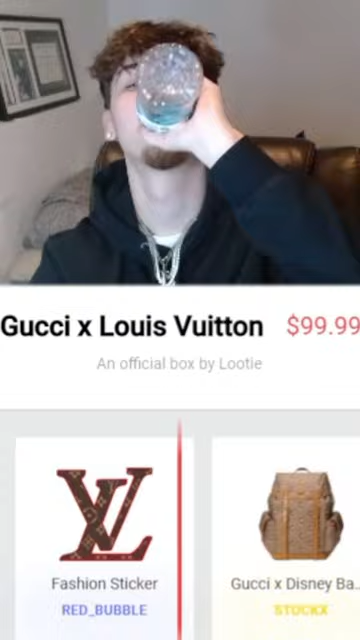 Gucci x Louis Vuitton $99.99
An official box by Lootie
Fashion Sticker
RED_BUBBLE
Gucci x Disney Ba...
STOCKX